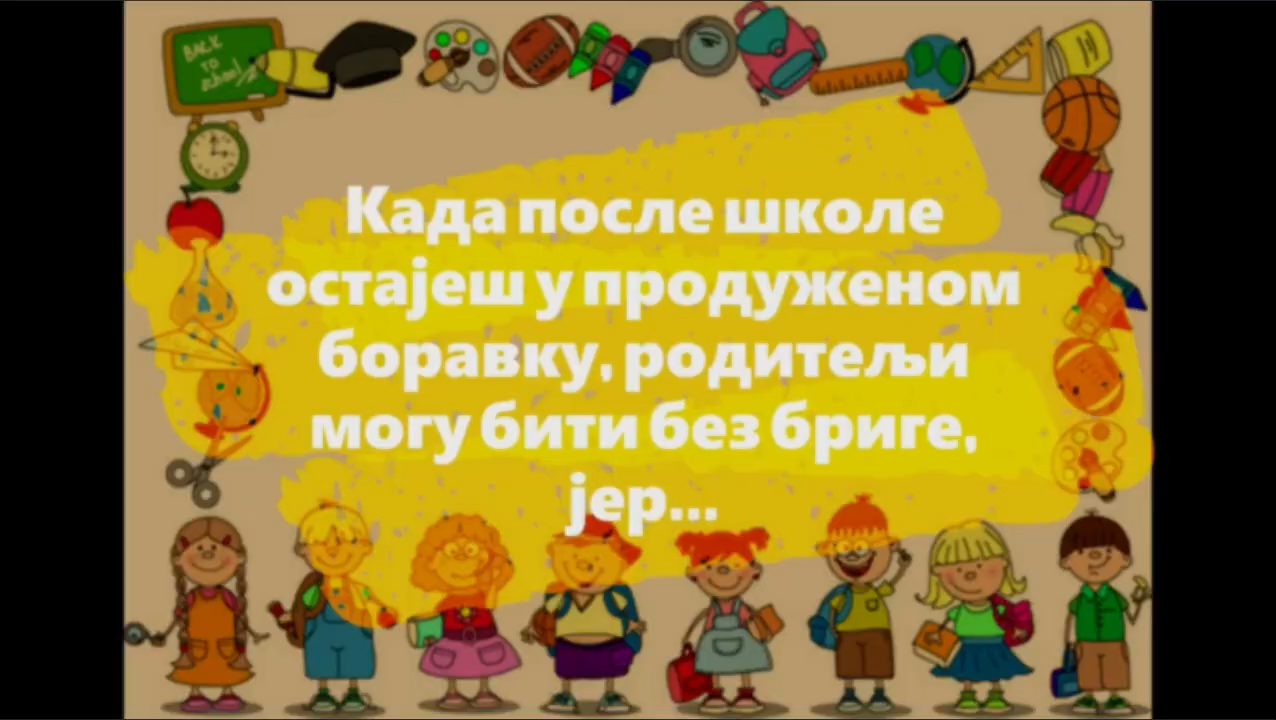 BACK
TO
school
Када после школе
остајеш у продуженом
боравку, родитељи
могу бити без бриге,
јер...